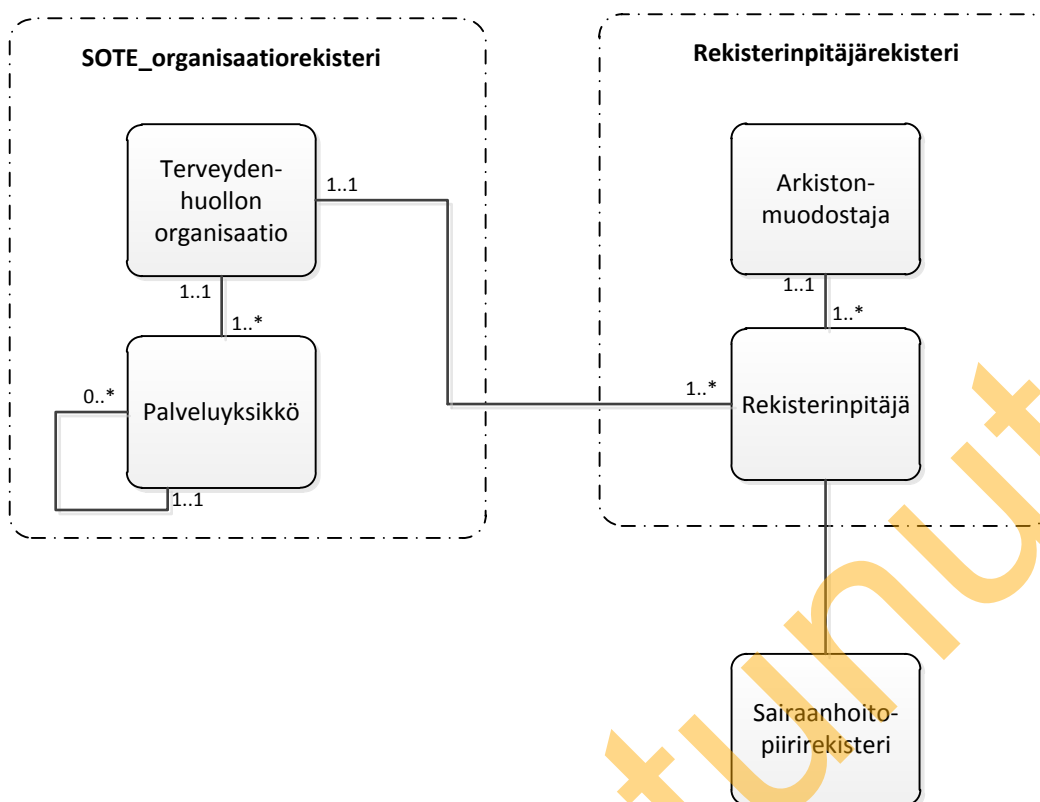 SOTE_organisaatiorekisteri
Terveyden-
huollon
organisaatio
1..1
1..1
1..*
0..*
Palveluyksikkö
1..1
Rekisterinpitäjärekisteri
Arkiston-
muodostaja
1..1
1..*
1..*
Rekisterinpitäjä
Sairaanhoito-
piirirekisteri
tunut